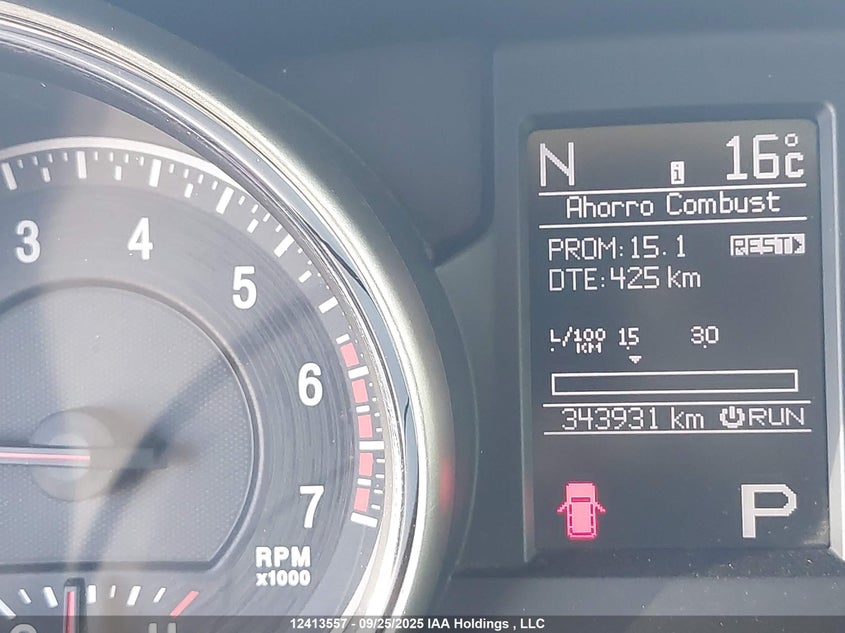 N 16°C
i
Ahorro Combust
PROM:15.1 REST
DTE:425 km
L/100 KM 15 30
343931 km RUN
P
3 4 5 6 7
RPM
x1000
H
12413557 - 09/25/2025 IAA Holdings , LLC